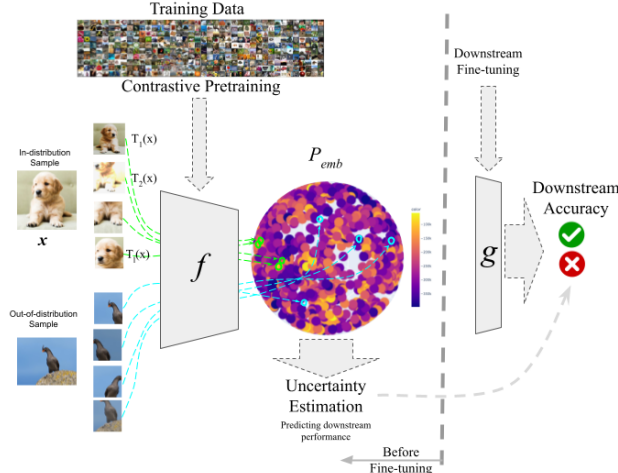 Training Data
Contrastive Pretraining
Downstream
Fine-tuning
In-distribution
Sample
x
T1(x)
T2(x)
Ti(x)
f
Pemb
g
Downstream
Accuracy
Out-of-distribution
Sample
Uncertainty
Estimation
Predicting downstream
performance
Before
Fine-tuning